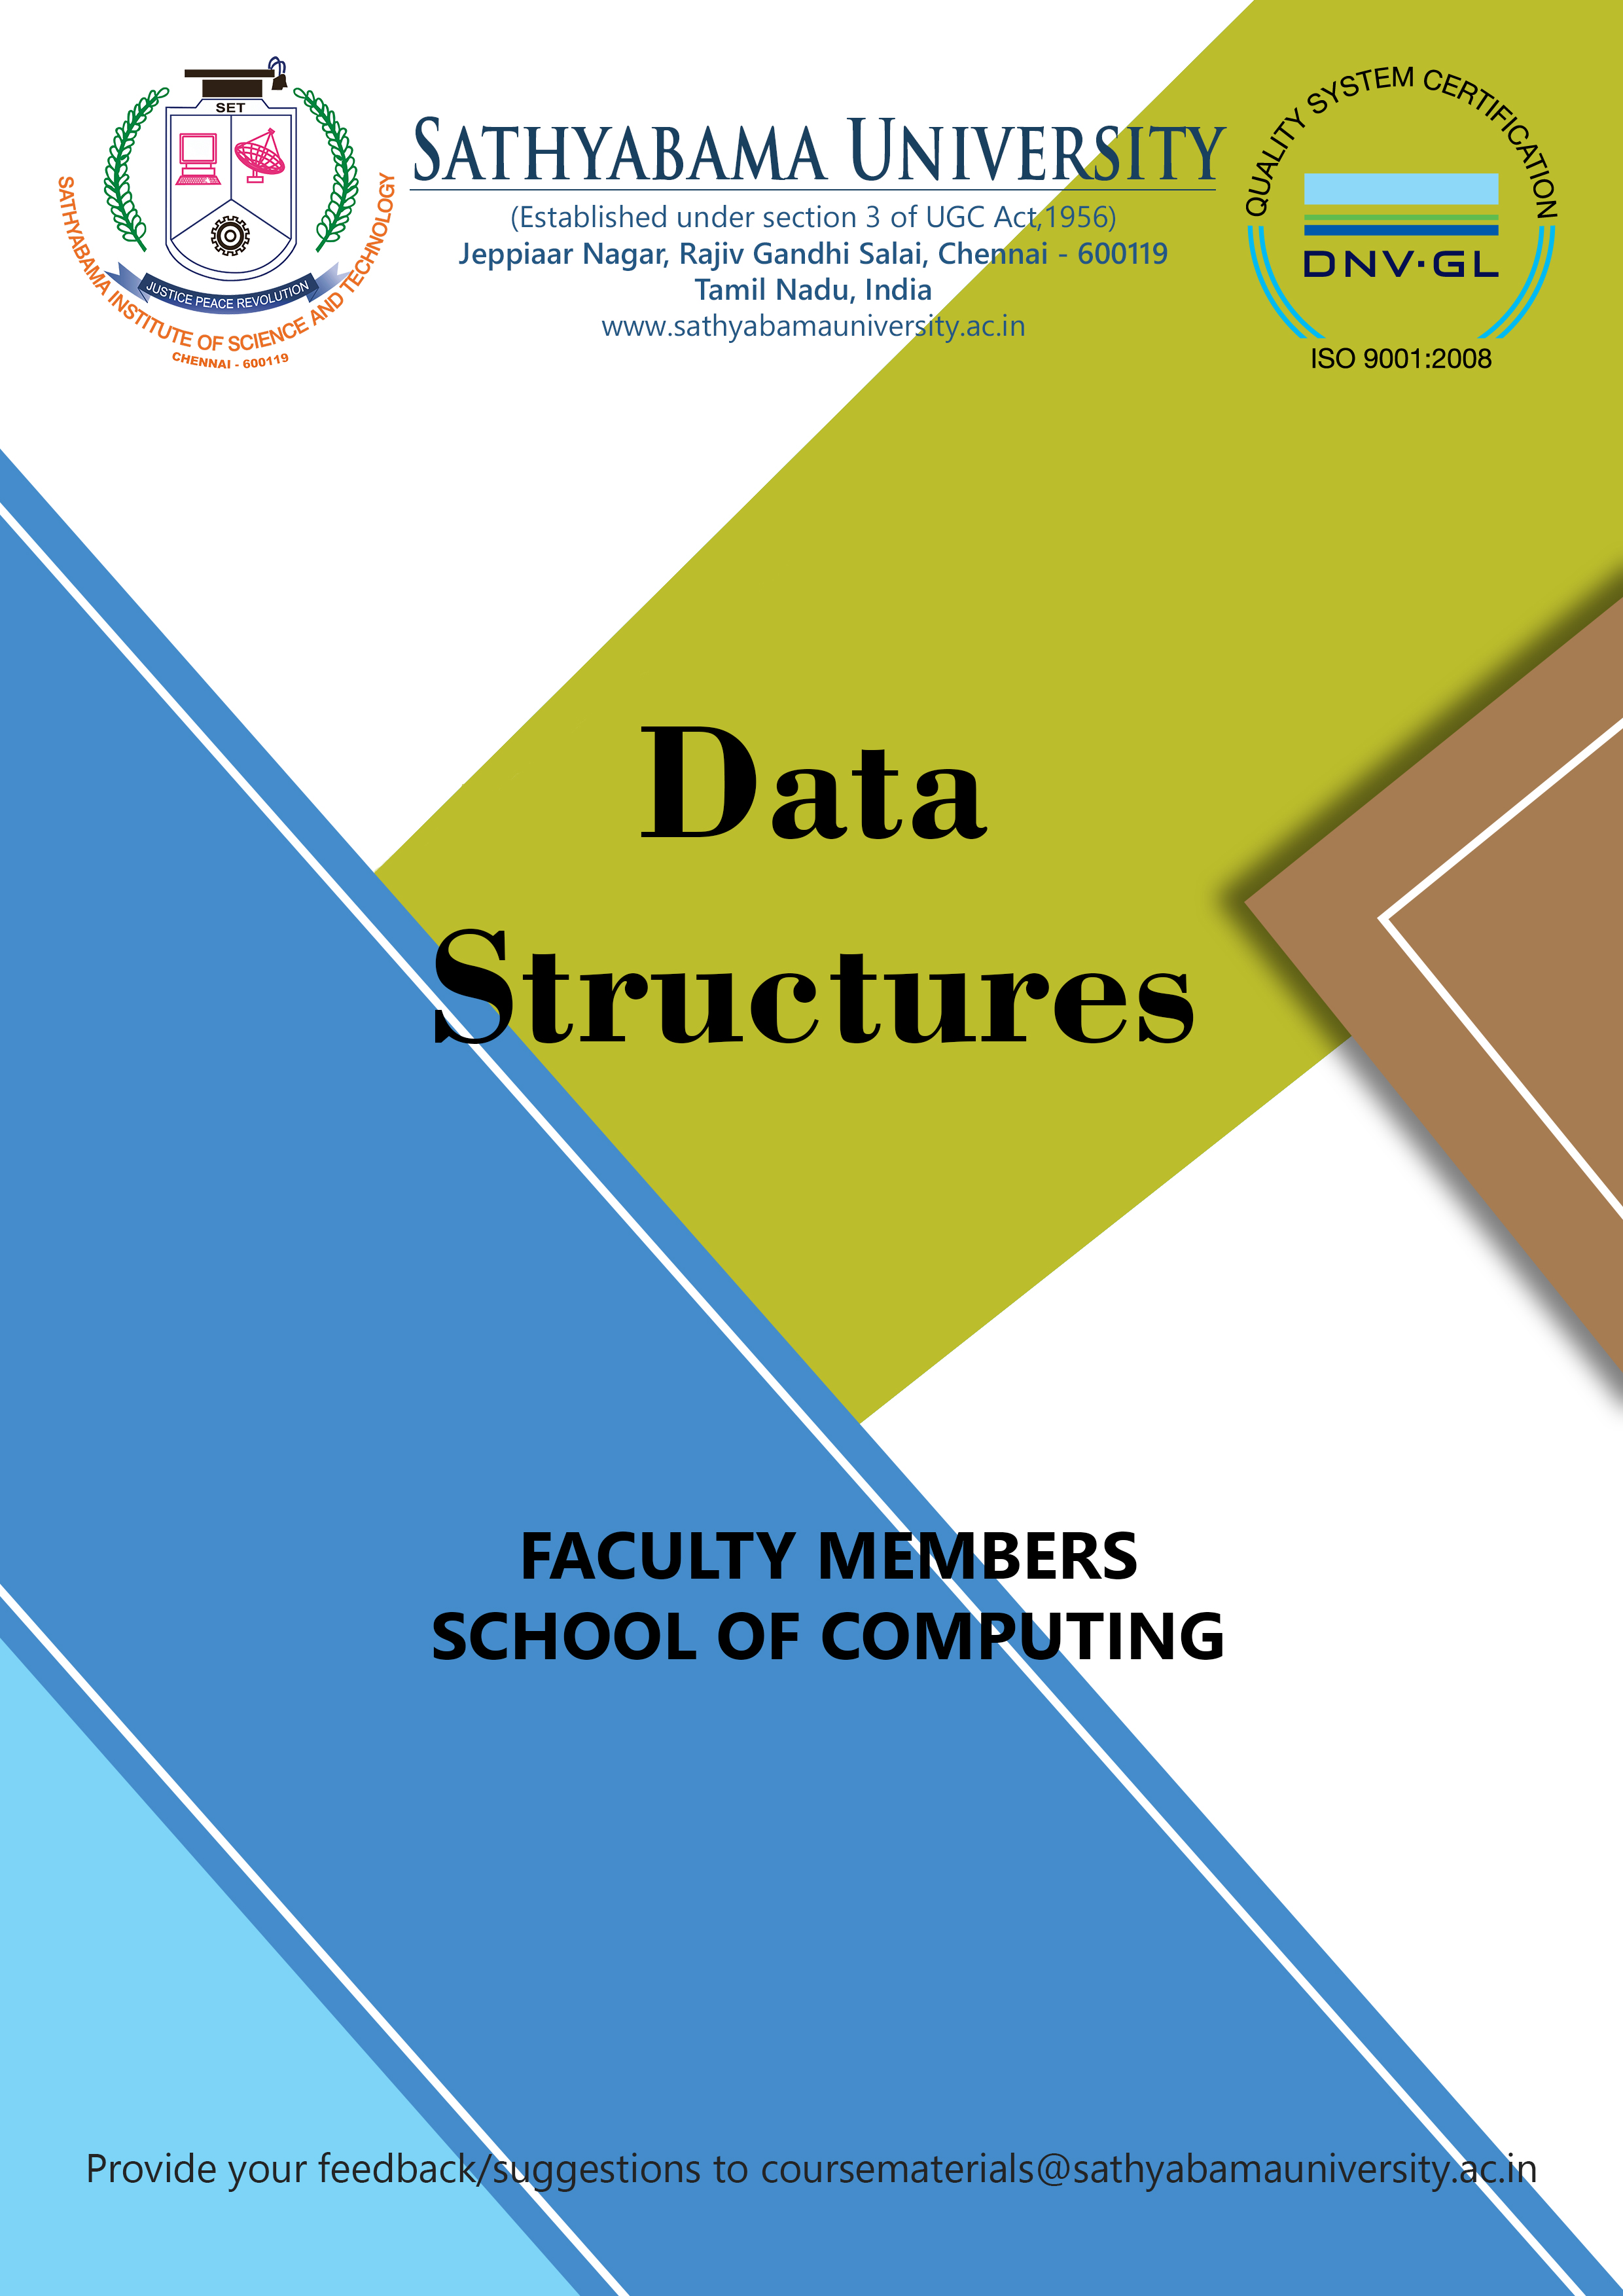 SET
JUSTICE PEACE REVOLUTION
SATHYABAMA INSTITUTE OF SCIENCE AND TECHNOLOGY
CHENNAI - 600119
SATHYABAMA UNIVERSITY
(Established under section 3 of UGC Act,1956)
Jeppiaar Nagar, Rajiv Gandhi Salai, Chennai - 600119
Tamil Nadu, India
www.sathyabamauniversity.ac.in
QUALITY SYSTEM CERTIFICATION
DNV·GL
ISO 9001:2008
Data
Structures
FACULTY MEMBERS
SCHOOL OF COMPUTING
Provide your feedback/suggestions to coursematerials@sathyabamauniversity.ac.in